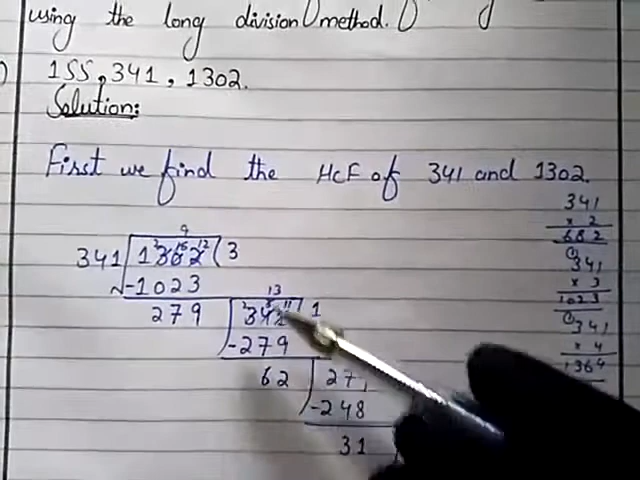 using the long division method.
155, 341, 1302.
Solution:
First we find the HCF of 341 and 1302.
341
× 2
682
341
× 3
1023
341
× 4
1364
341 1302 3
-1023
279 341 1
-279
62 27
-248
31